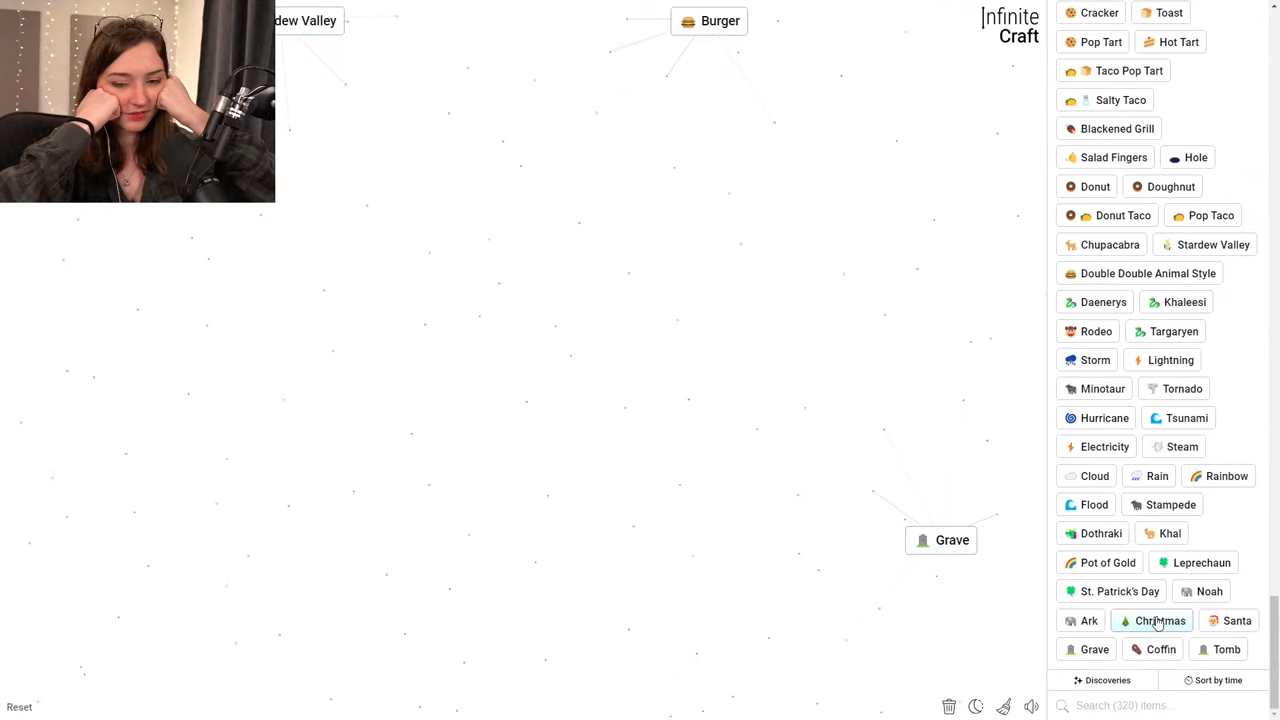 dew Valley
Burger
Infinite
Craft
Grave
Reset
Cracker Toast
Pop Tart Hot Tart
Taco Pop Tart
Salty Taco
Blackened Grill
Salad Fingers Hole
Donut Doughnut
Donut Taco Pop Taco
Chupacabra Stardew Valley
Double Double Animal Style
Daenerys Khaleesi
Rodeo Targaryen
Storm Lightning
Minotaur Tornado
Hurricane Tsunami
Electricity Steam
Cloud Rain Rainbow
Flood Stampede
Dothraki Khal
Pot of Gold Leprechaun
St. Patrick's Day Noah
Ark Christmas Santa
Grave Coffin Tomb
Discoveries Sort by time
Search (320) items...